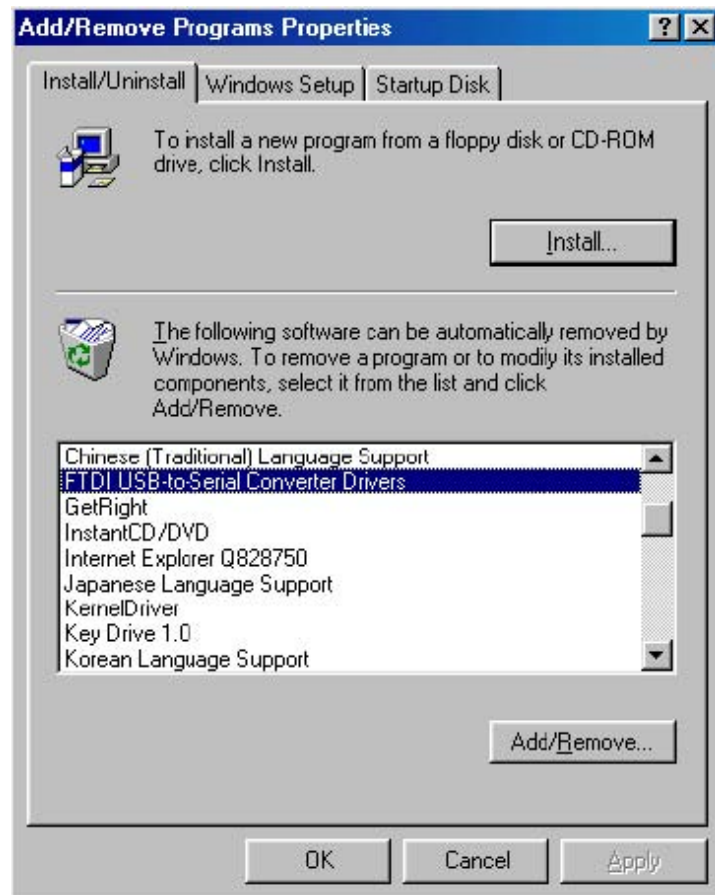 Add/Remove Programs Properties
? X
Install/Uninstall Windows Setup Startup Disk
To install a new program from a floppy disk or CD-ROM
drive, click Install.
Install...
The following software can be automatically removed by
Windows. To remove a program or to modify its installed
components, select it from the list and click
Add/Remove.
Chinese (Traditional) Language Support
FTDI USB-to-Serial Converter Drivers
GetRight
InstantCD/DVD
Internet Explorer Q828750
Japanese Language Support
KernelDriver
Key Drive 1.0
Korean Language Support
Add/Remove...
OK Cancel Apply